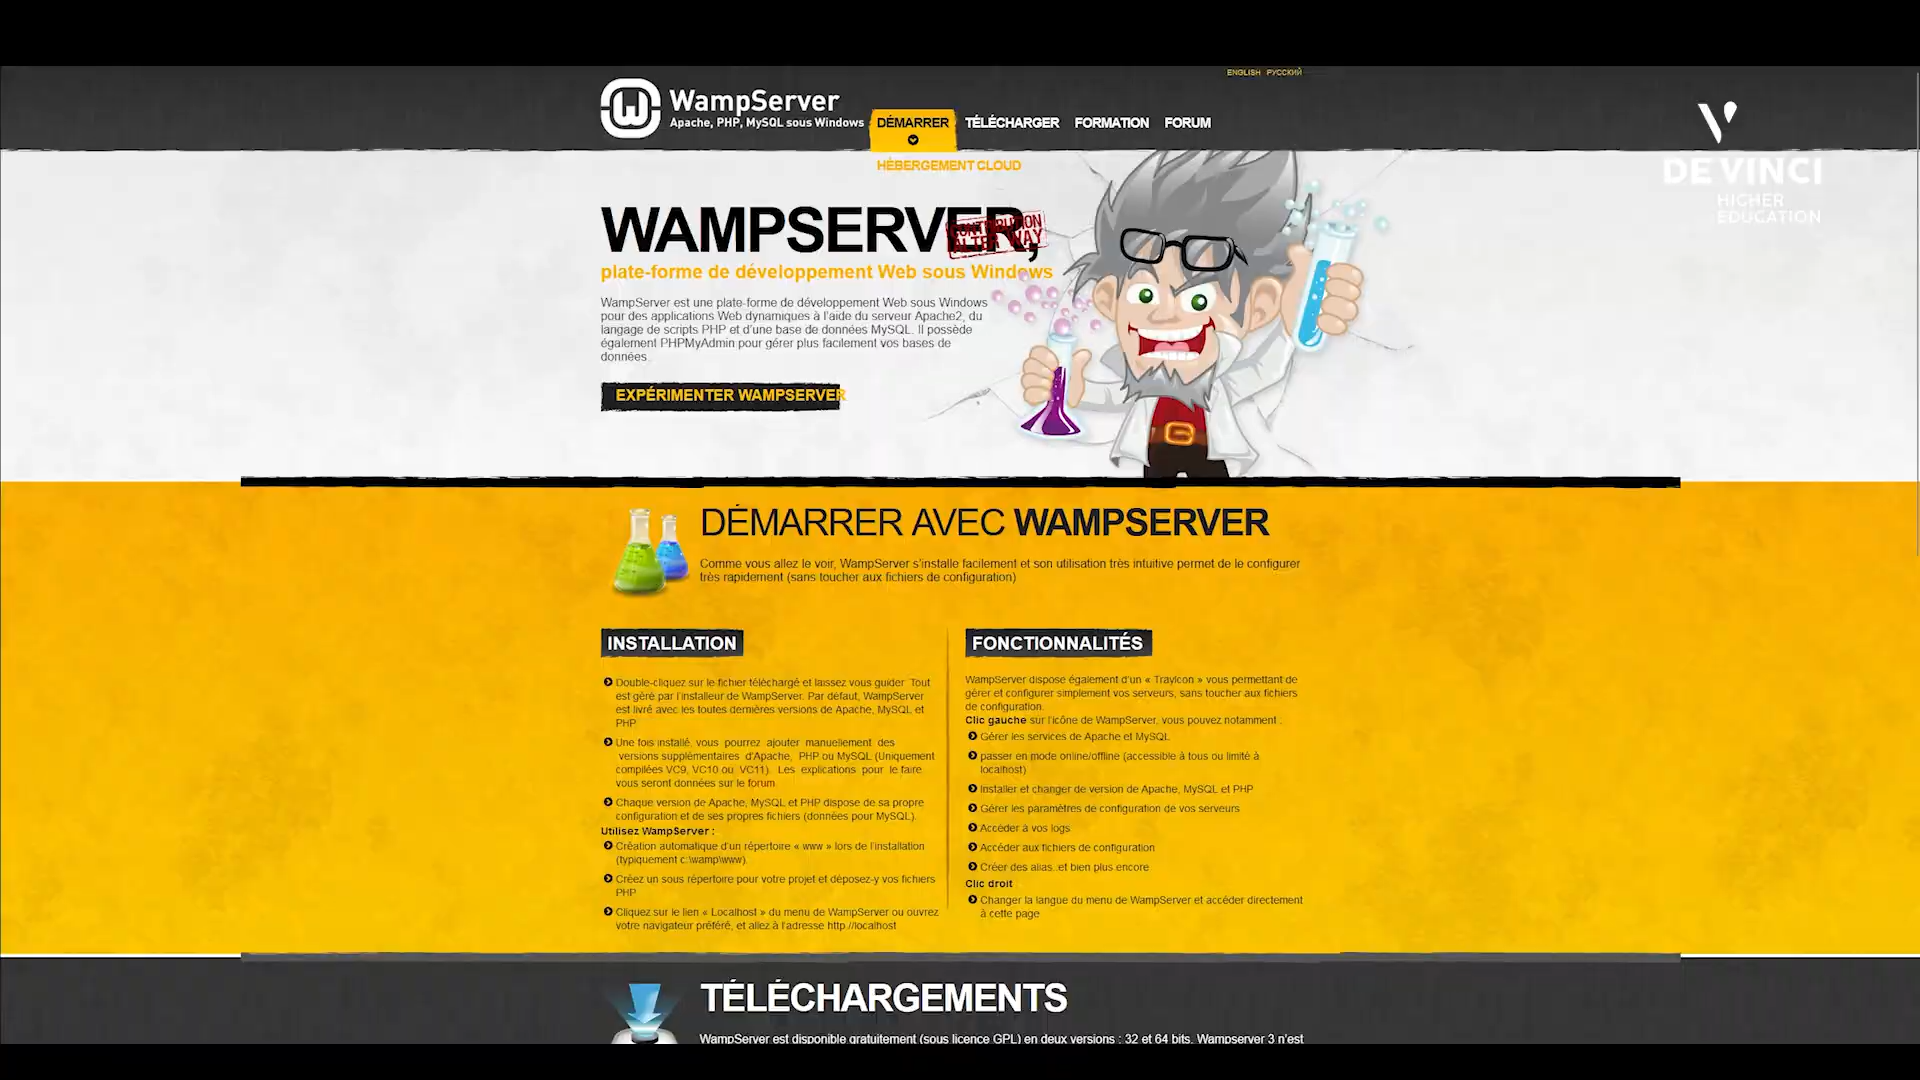 ENGLISH РУССКИЙ
WampServer
Apache, PHP, MySQL sous Windows
DÉMARRER TÉLÉCHARGER FORMATION FORUM
HÉBERGEMENT CLOUD
DE VINCI
HIGHER
EDUCATION
WAMPSERVER,
CONTRIBUTION
ALTER WAY
plate-forme de développement Web sous Windows
WampServer est une plate-forme de développement Web sous Windows
pour des applications Web dynamiques à l'aide du serveur Apache2, du
langage de scripts PHP et d'une base de données MySQL. Il possède
également PHPMyAdmin pour gérer plus facilement vos bases de
données.
EXPÉRIMENTER WAMPSERVER
DÉMARRER AVEC WAMPSERVER
Comme vous allez le voir, WampServer s'installe facilement et son utilisation très intuitive permet de le configurer
très rapidement (sans toucher aux fichiers de configuration)
INSTALLATION
Double-cliquez sur le fichier téléchargé et laissez vous guider. Tout
est géré par l'installeur de WampServer. Par défaut, WampServer
est livré avec les toutes dernières versions de Apache, MySQL et
PHP
Une fois installé, vous pourrez ajouter manuellement des
versions supplémentaires d'Apache, PHP ou MySQL (Uniquement
compilées VC9, VC10 ou VC11). Les explications pour le faire
vous seront données sur le forum
Chaque version de Apache, MySQL et PHP dispose de sa propre
configuration et de ses propres fichiers (données pour MySQL).
Utilisez WampServer :
Création automatique d'un répertoire « www » lors de l'installation
(typiquement c:\wamp\www).
Créez un sous répertoire pour votre projet et déposez-y vos fichiers
PHP
Cliquez sur le lien « Localhost » du menu de WampServer ou ouvrez
votre navigateur préféré, et allez à l'adresse http://localhost
FONCTIONNALITÉS
WampServer dispose également d'un « TrayIcon » vous permettant de
gérer et configurer simplement vos serveurs, sans toucher aux fichiers
de configuration.
Clic gauche sur l'icône de WampServer, vous pouvez notamment :
Gérer les services de Apache et MySQL
passer en mode online/offline (accessible à tous ou limité à
localhost)
Installer et changer de version de Apache, MySQL et PHP
Gérer les paramètres de configuration de vos serveurs
Accéder à vos logs
Accéder aux fichiers de configuration
Créer des alias..et bien plus encore
Clic droit :
Changer la langue du menu de WampServer et accéder directement
à cette page
TÉLÉCHARGEMENTS
WampServer est disponible gratuitement (sous licence GPL) en deux versions : 32 et 64 bits. Wampserver 3 n'est